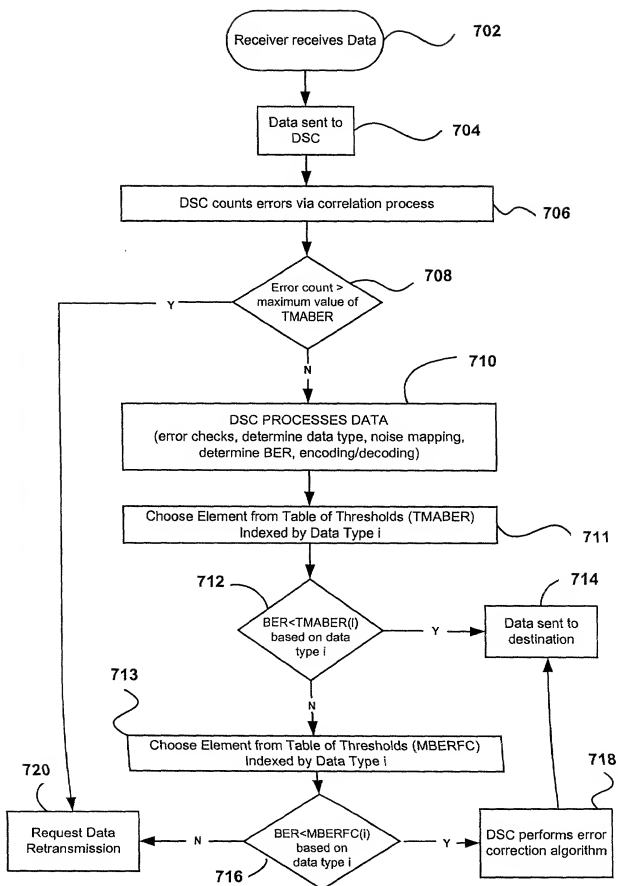 Receiver receives Data
702
Data sent to
DSC
704
DSC counts errors via correlation process
706
Error count >
maximum value of
TMABER
708
Y
N
710
DSC PROCESSES DATA
(error checks, determine data type, noise mapping,
determine BER, encoding/decoding)
Choose Element from Table of Thresholds (TMABER)
Indexed by Data Type i
711
712
BER<TMABER(i)
based on data
type i
Y
714
Data sent to
destination
N
713
Choose Element from Table of Thresholds (MBERFC)
Indexed by Data Type i
720
Request Data
Retransmission
N
BER<MBERFC(i)
based on
data type i
716
Y
718
DSC performs error
correction algorithm